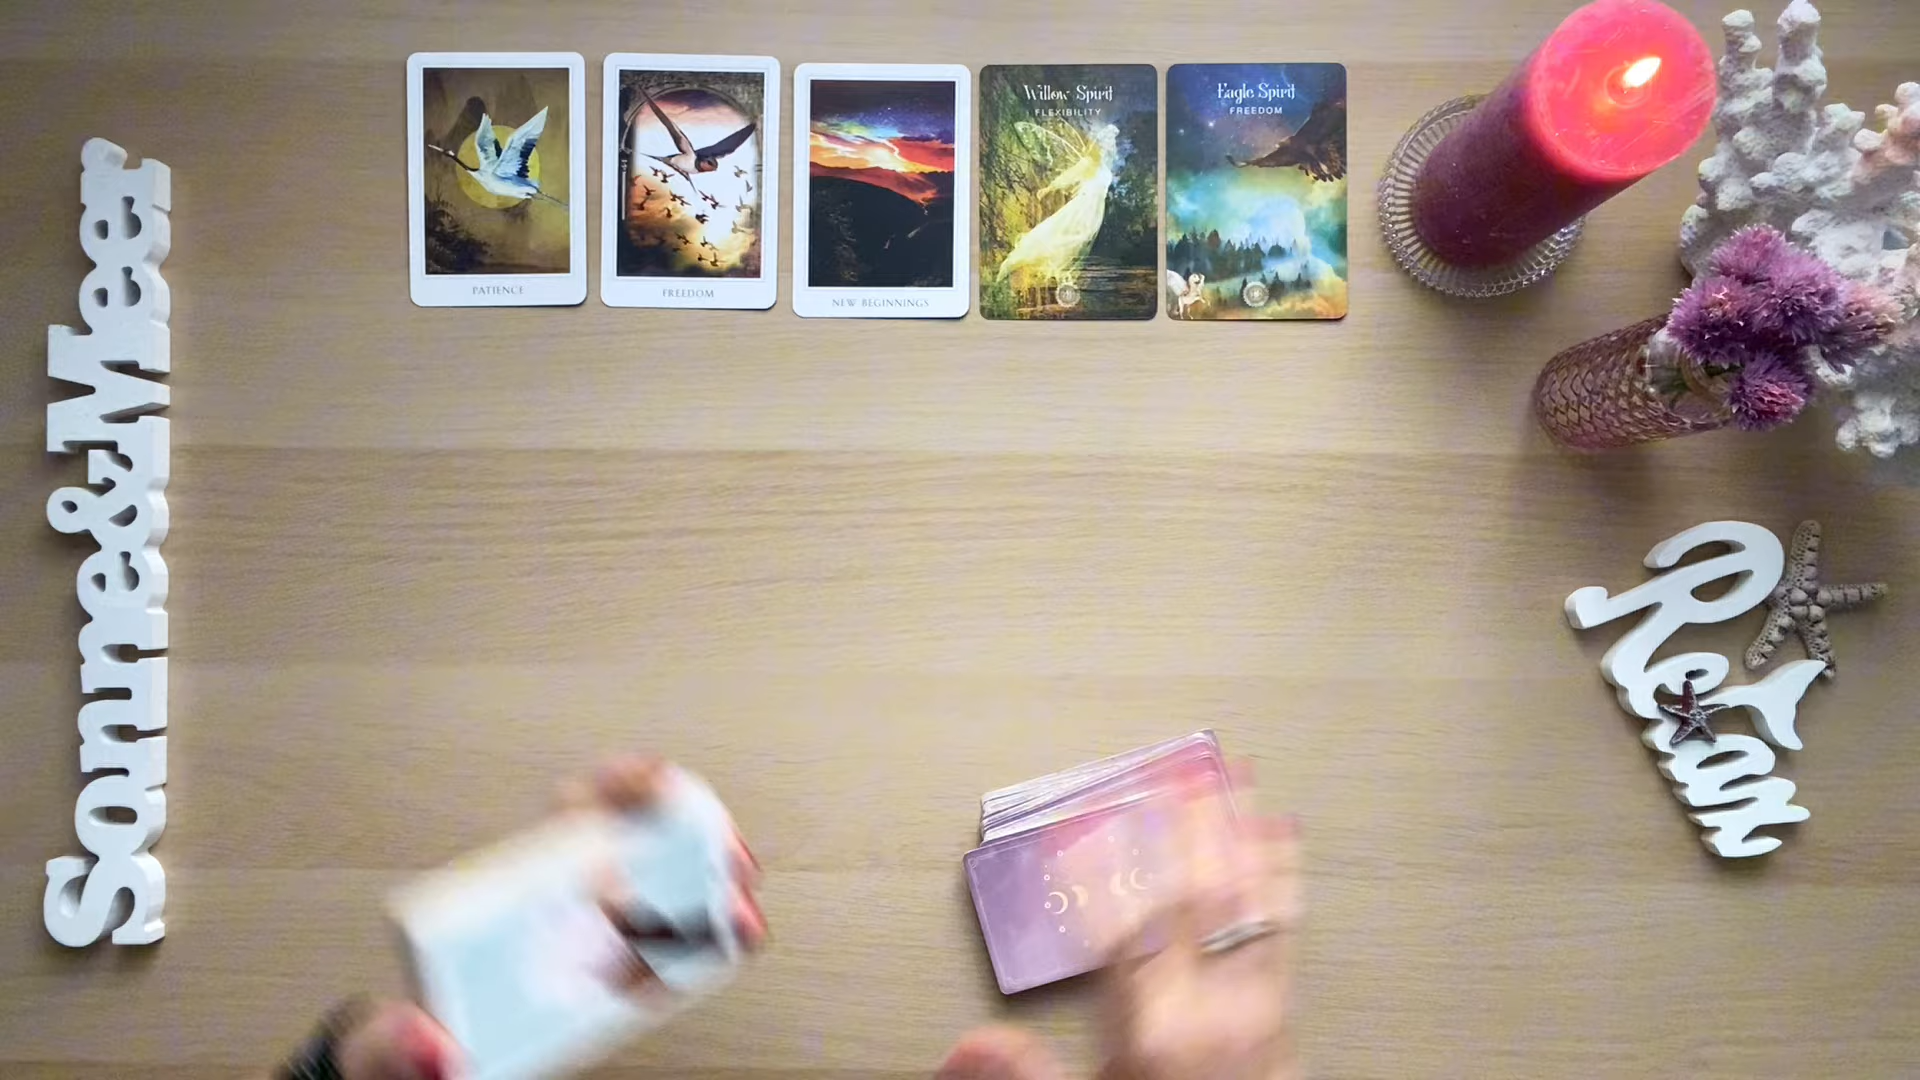 Sonne&Meer
PATIENCE
FREEDOM
NEW BEGINNINGS
Willow Spirit
FLEXIBILITY
Eagle Spirit
FREEDOM
Relax